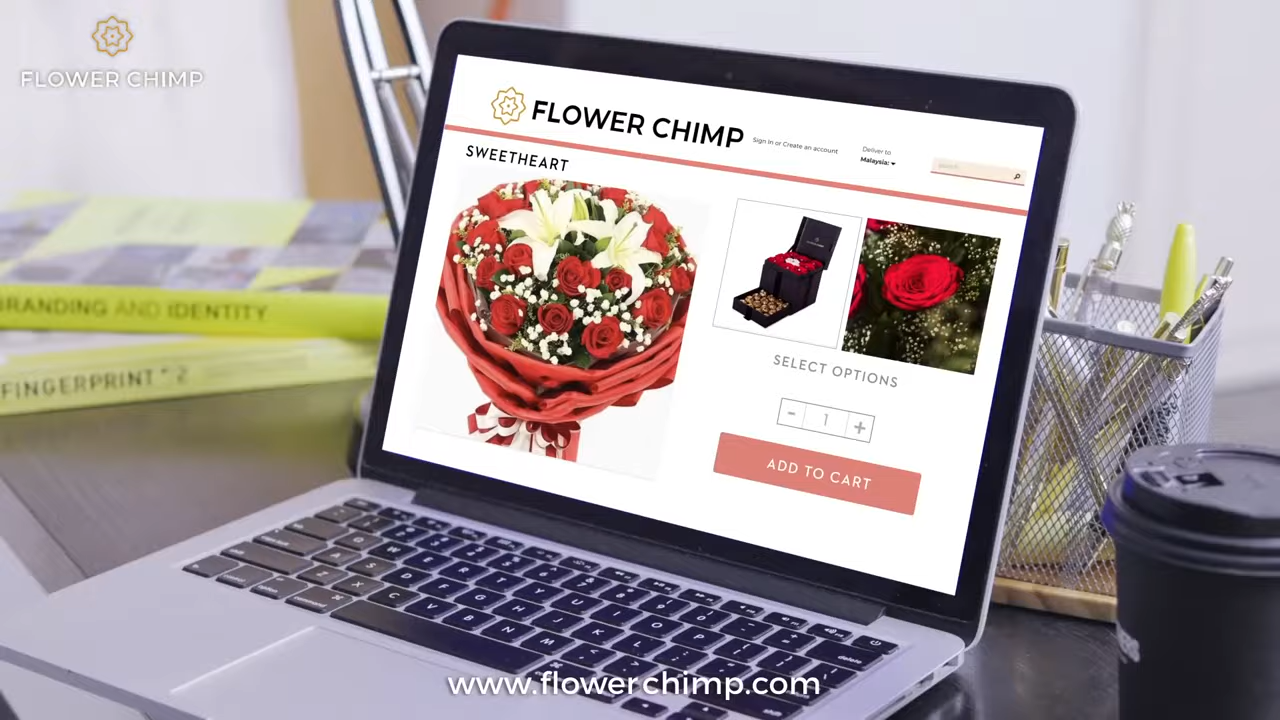 FLOWER CHIMP
FLOWER CHIMP
Sign In or Create an account
Deliver to
Malaysia:
search
SWEETHEART
SELECT OPTIONS
- 1 +
ADD TO CART
BRANDING AND IDENTITY
FINGERPRINT 2
www.flowerchimp.com